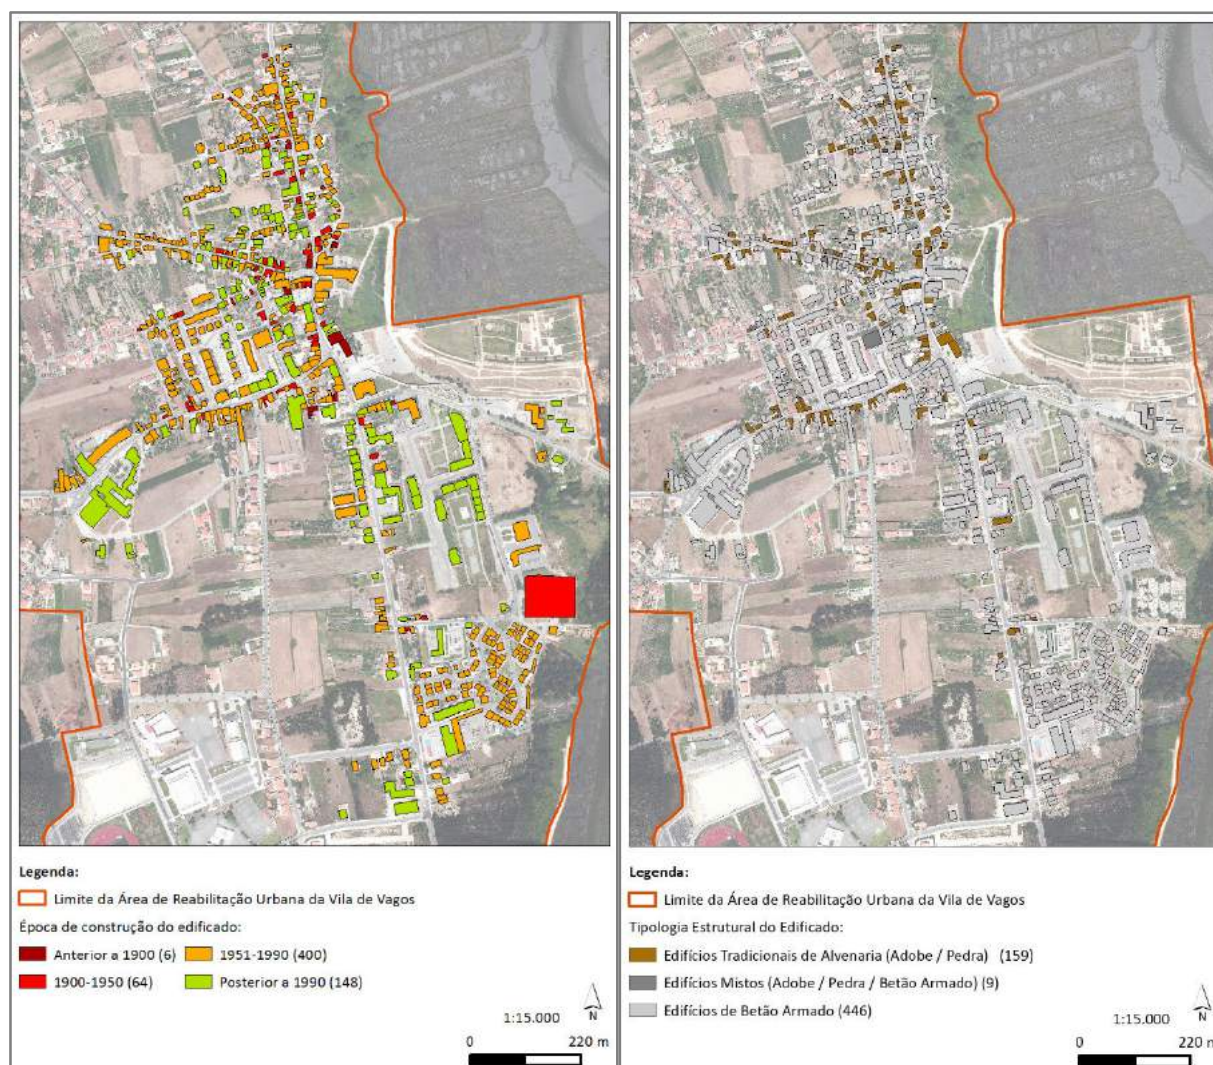 Legenda:
Limite da Área de Reabilitação Urbana da Vila de Vagos
Época de construção do edificado:
Anterior a 1900 (6)
1951-1990 (400)
1900-1950 (64)
Posterior a 1990 (148)
N
1:15.000
0
220 m
Legenda:
Limite da Área de Reabilitação Urbana da Vila de Vagos
Tipologia Estrutural do Edificado:
Edifícios Tradicionais de Alvenaria (Adobe / Pedra) (159)
Edifícios Mistos (Adobe / Pedra / Betão Armado) (9)
Edifícios de Betão Armado (446)
N
1:15.000
0
220 m